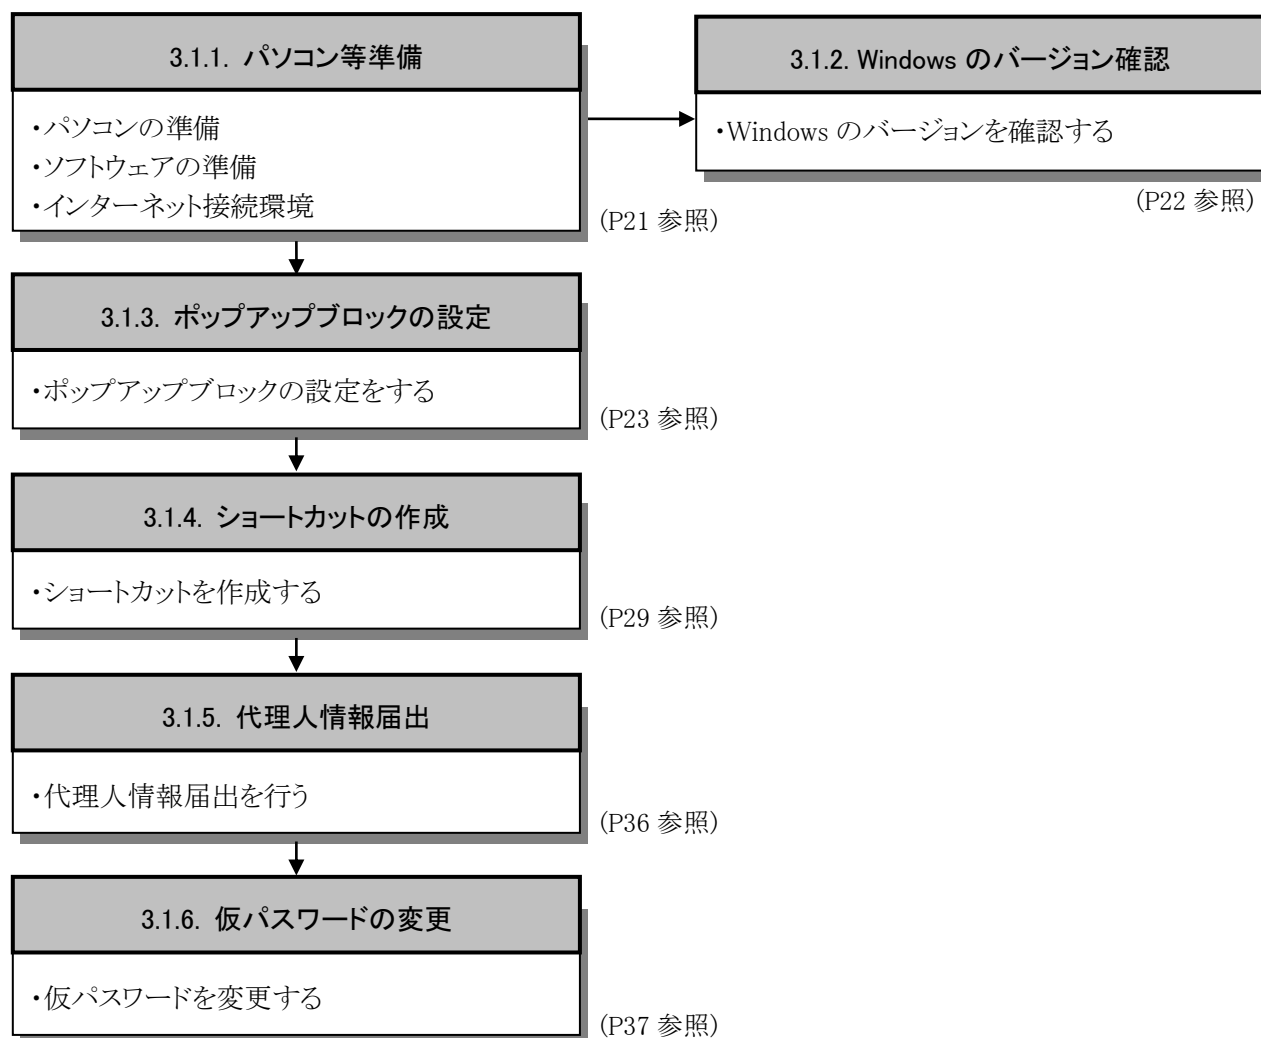 3.1.1. パソコン等準備
・パソコンの準備
・ソフトウェアの準備
・インターネット接続環境
(P21 参照)
3.1.2. Windows のバージョン確認
・Windows のバージョンを確認する
(P22 参照)
3.1.3. ポップアップブロックの設定
・ポップアップブロックの設定をする
(P23 参照)
3.1.4. ショートカットの作成
・ショートカットを作成する
(P29 参照)
3.1.5. 代理人情報届出
・代理人情報届出を行う
(P36 参照)
3.1.6. 仮パスワードの変更
・仮パスワードを変更する
(P37 参照)